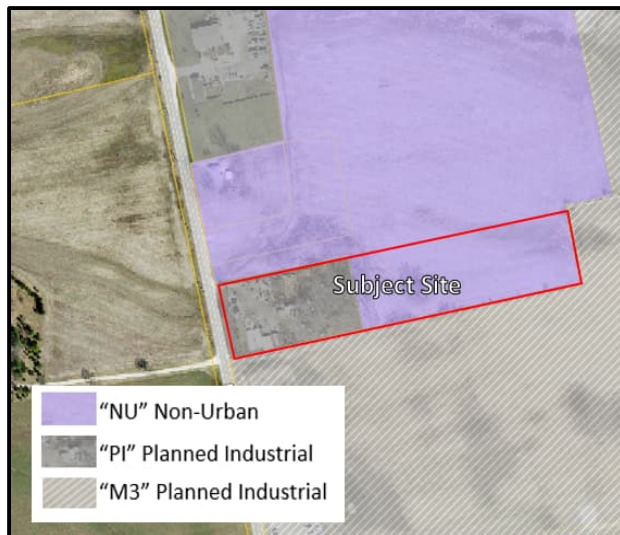 Subject Site
“NU” Non-Urban
“PI” Planned Industrial
“M3” Planned Industrial